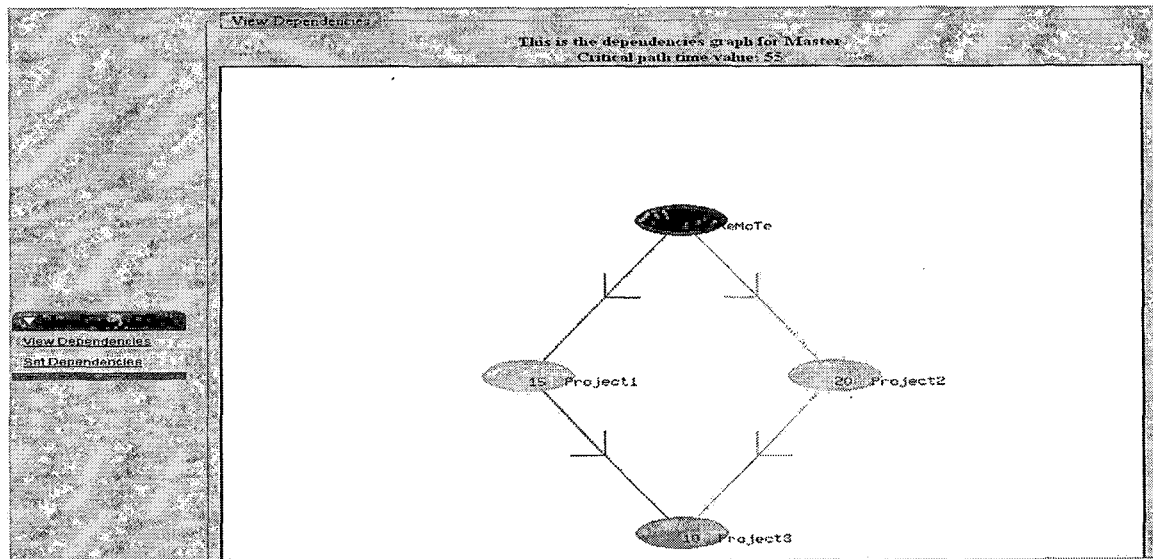 View Dependencies
This is the dependencies graph for Master
Critical path time value: 55
ReMoTe
View Dependencies
Set Dependencies
15 Project1
20 Project2
10 Project3